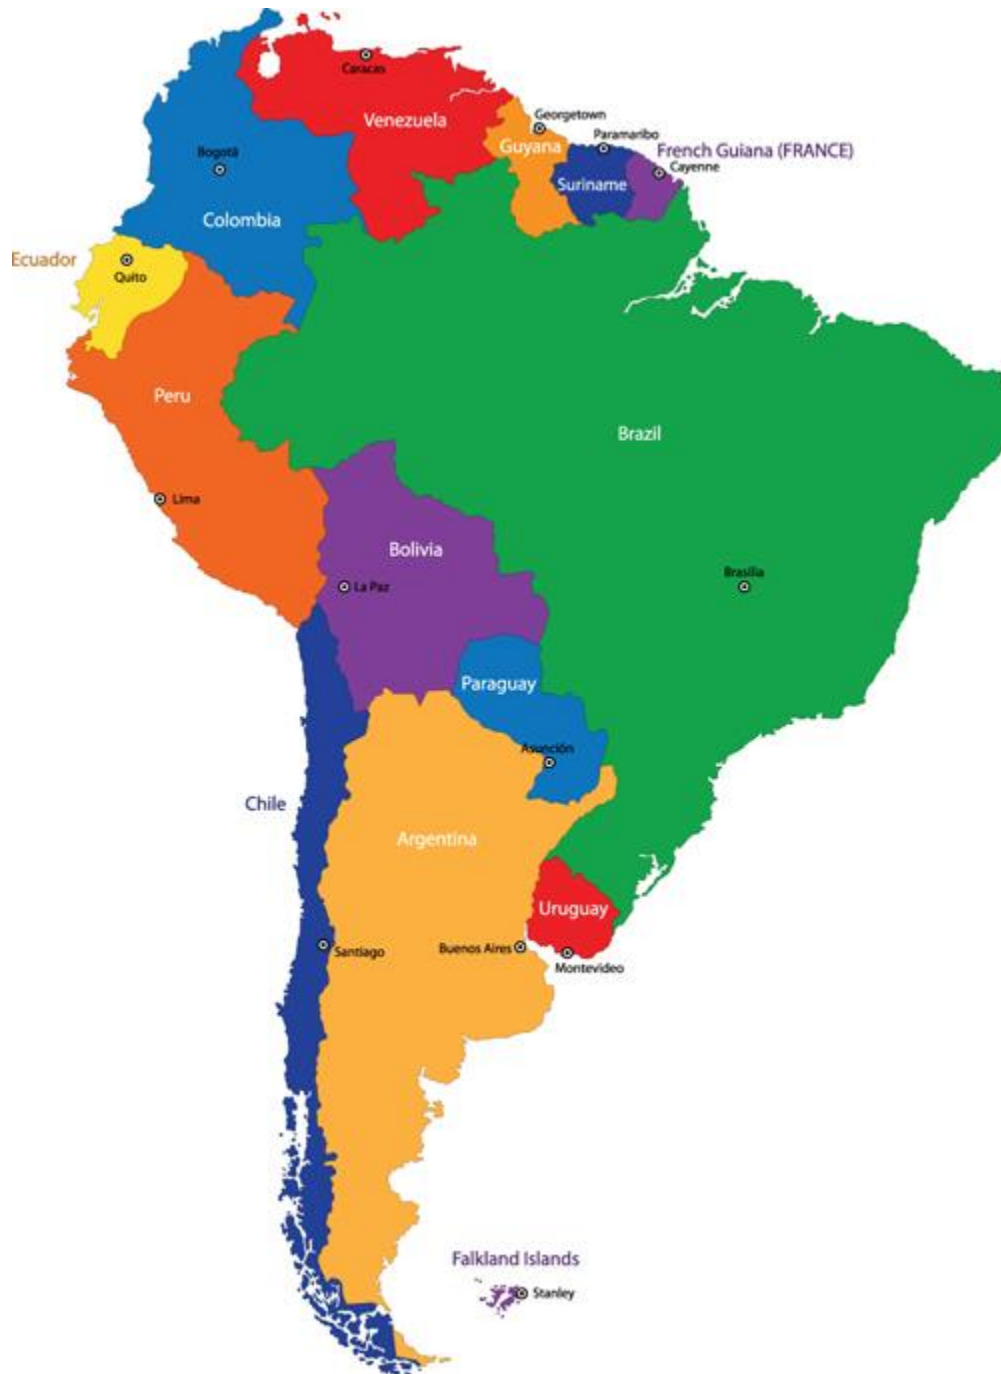 Caracas
Venezuela
Georgetown
Guyana
Paramaribo
French Guiana (FRANCE)
Cayenne
Suriname
Bogotá
Colombia
Ecuador
Quito
Peru
Brazil
Lima
Bolivia
La Paz
Brasilia
Paraguay
Asunción
Chile
Argentina
Uruguay
Santiago
Buenos Aires
Montevideo
Falkland Islands
Stanley